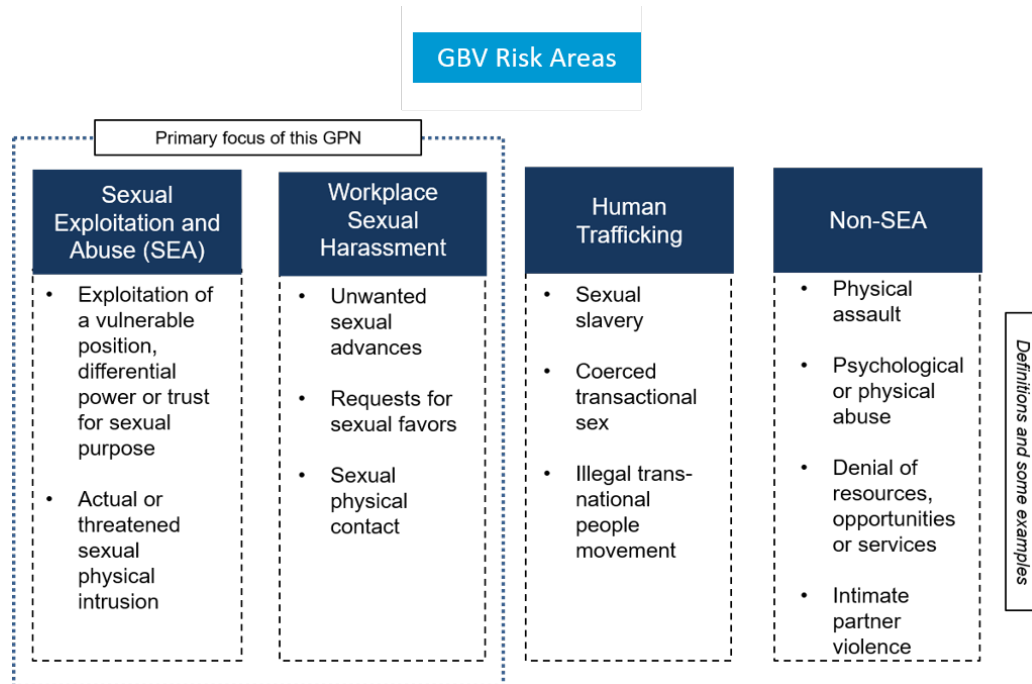 GBV Risk Areas
Primary focus of this GPN
Sexual
Exploitation and
Abuse (SEA)
• Exploitation of
a vulnerable
position,
differential
power or trust
for sexual
purpose
• Actual or
threatened
sexual
physical
intrusion
Workplace
Sexual
Harassment
• Unwanted
sexual
advances
• Requests for
sexual favors
• Sexual
physical
contact
Human
Trafficking
• Sexual
slavery
• Coerced
transactional
sex
• Illegal trans-
national
people
movement
Non-SEA
• Physical
assault
• Psychological
or physical
abuse
• Denial of
resources,
opportunities
or services
• Intimate
partner
violence
Definitions and some examples